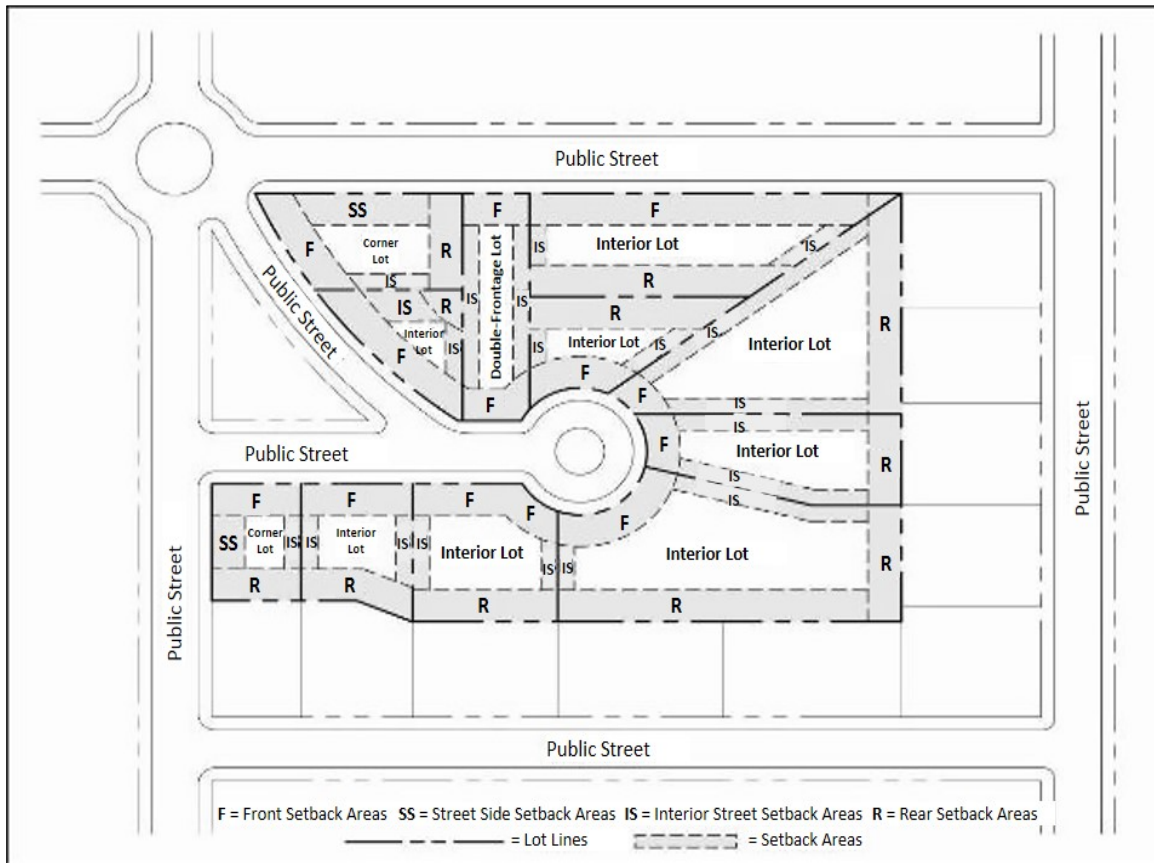 Public Street
SS
F
F
F
Corner
Lot
R
IS
Interior Lot
IS
IS
Double-Frontage Lot
R
Public Street
IS
R
IS
R
R
Interior
Lot
IS
IS
Interior Lot
IS
IS
Interior Lot
F
F
F
F
IS
IS
F
Interior Lot
R
Public Street
IS
IS
F
F
F
F
F
SS
Corner
Lot
IS
IS
Interior
Lot
IS
IS
Interior Lot
IS
IS
Interior Lot
R
R
R
R
R
Public Street
Public Street
Public Street
F = Front Setback Areas SS = Street Side Setback Areas IS = Interior Street Setback Areas R = Rear Setback Areas
= Lot Lines
= Setback Areas